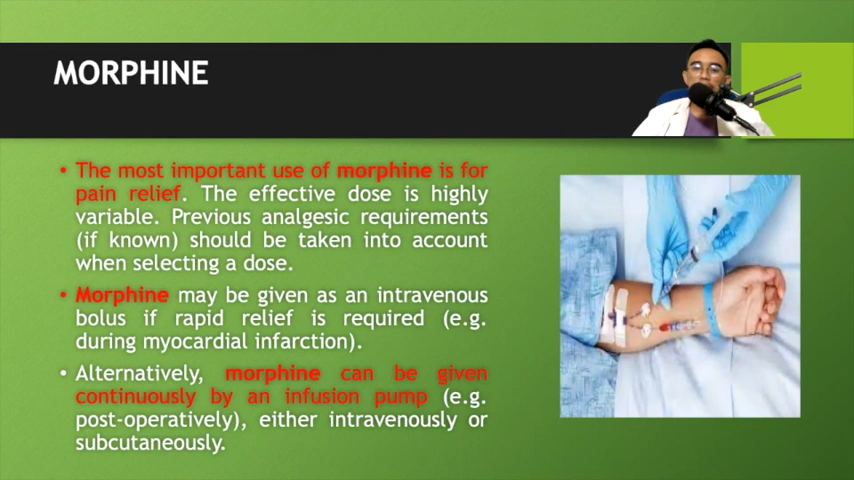 MORPHINE
• The most important use of morphine is for
pain relief. The effective dose is highly
variable. Previous analgesic requirements
(if known) should be taken into account
when selecting a dose.
• Morphine may be given as an intravenous
bolus if rapid relief is required (e.g.
during myocardial infarction).
• Alternatively, morphine can be given
continuously by an infusion pump (e.g.
post-operatively), either intravenously or
subcutaneously.